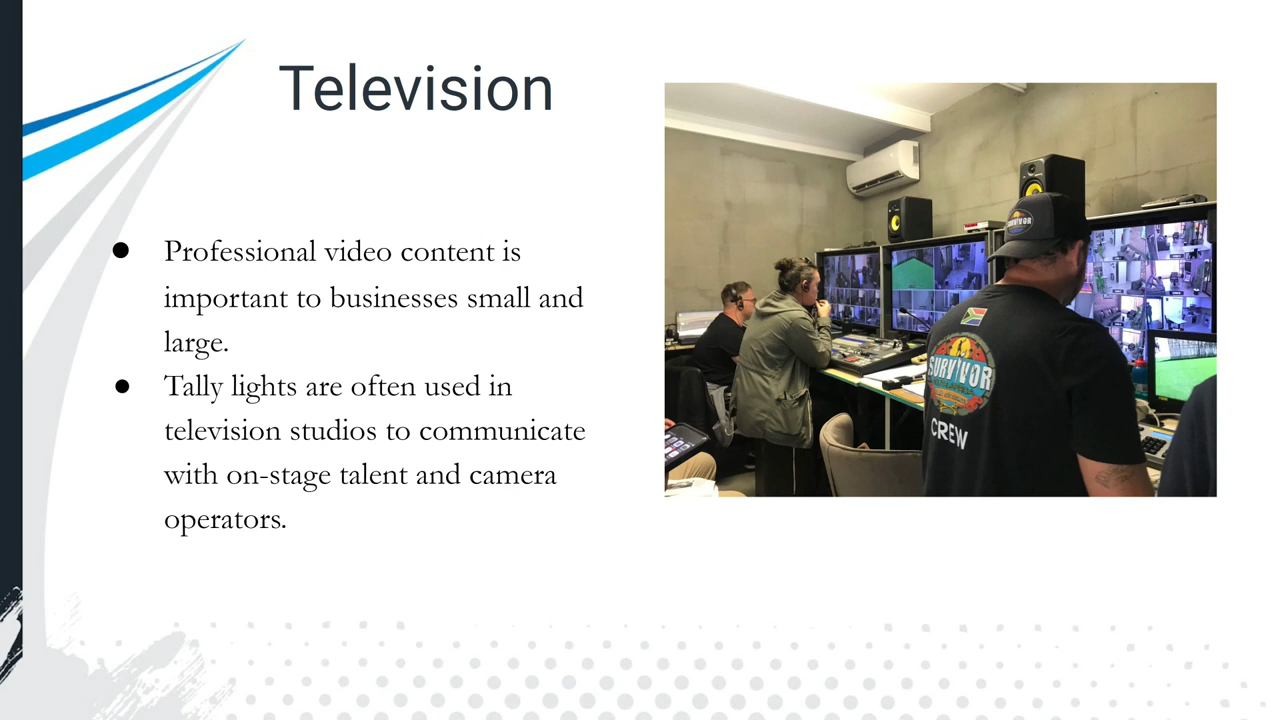 Television
● Professional video content is
important to businesses small and
large.
● Tally lights are often used in
television studios to communicate
with on-stage talent and camera
operators.
SURVIVOR
SURVIVOR
CREW